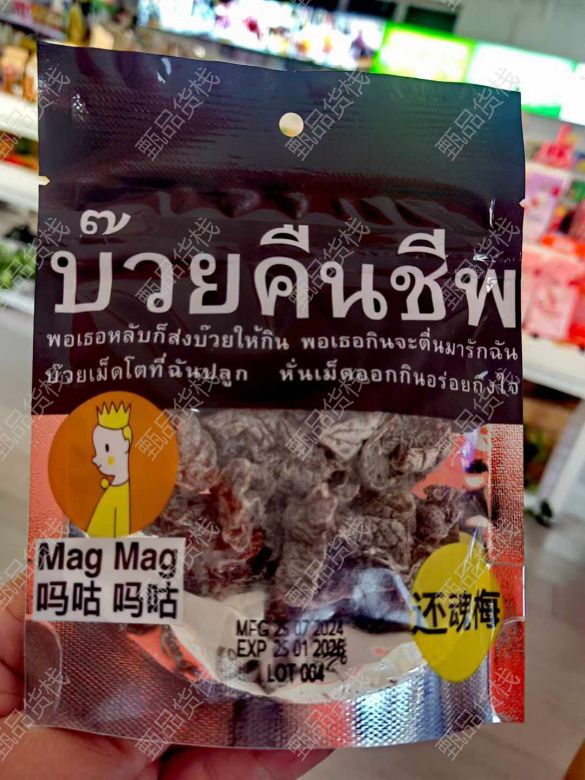 บ๊วยคืนชีพ
พอเธอหลับก็ส่งบ๊วยให้กิน พอเธอกินจะตื่นมารักฉัน
บ๊วยเม็ดโตที่ฉันปลูก หั่นเม็ดออกกินอร่อยถึงใจ
Mag Mag
吗咕 吗咕
还魂梅
MFG 25 07 2024
EXP 25 01 2026
LOT 004
甄品货栈